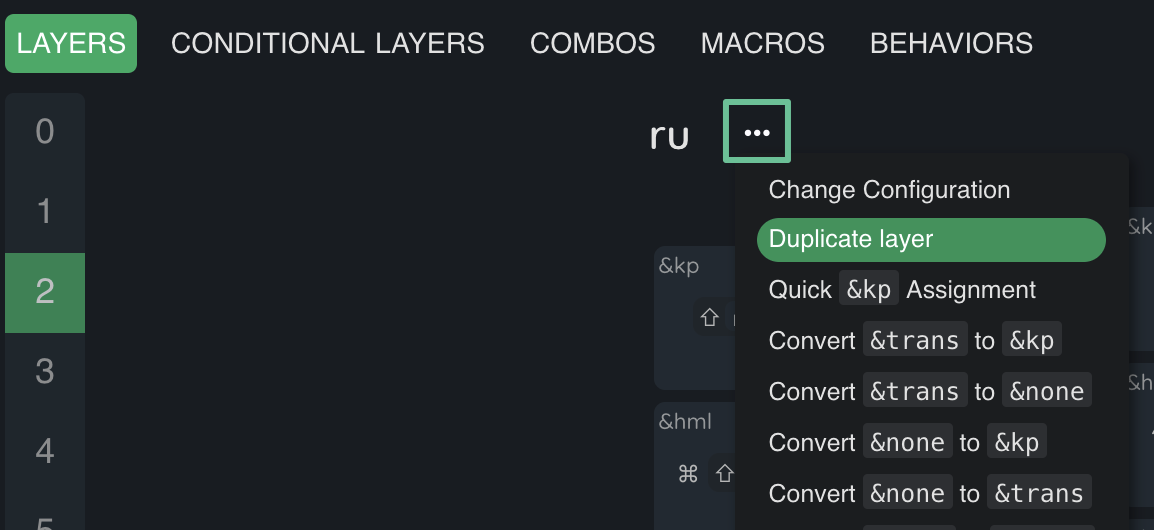 LAYERS CONDITIONAL LAYERS COMBOS MACROS BEHAVIORS
0
ru •••
1
Change Configuration
Duplicate layer
&kp
2
Quick &kp Assignment
⇧
Convert &trans to &kp
3
Convert &trans to &none
&hml
4
Convert &none to &kp
⌘ ⇧
Convert &none to &trans
5